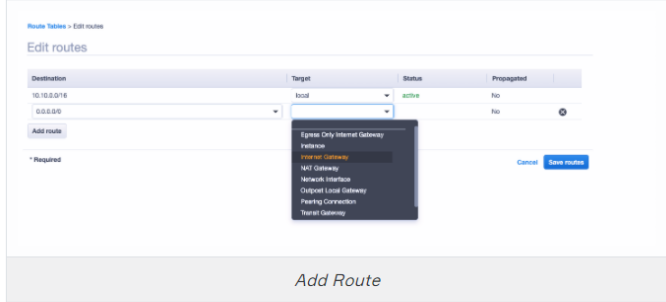 Route Tables > Edit routes
Edit routes
Destination Target Status Propagated
10.10.0.0/16 local active No
0.0.0.0/0 No
Add route
Egress Only Internet Gateway
Instance
Internet Gateway
NAT Gateway
Network Interface
Outpost Local Gateway
Peering Connection
Transit Gateway
* Required Cancel Save routes
Add Route